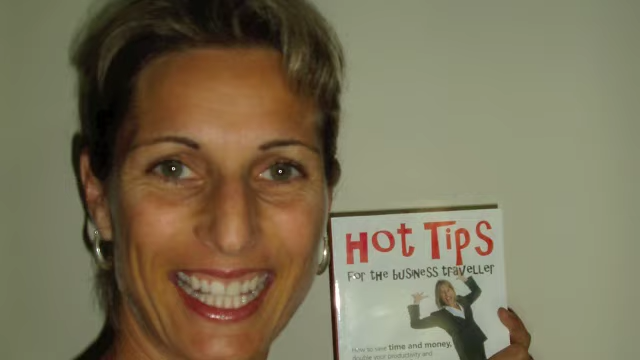 HOT TIPS
FOR THE BUSINESS TRAVELLER
How to save time and money,
double your productivity and